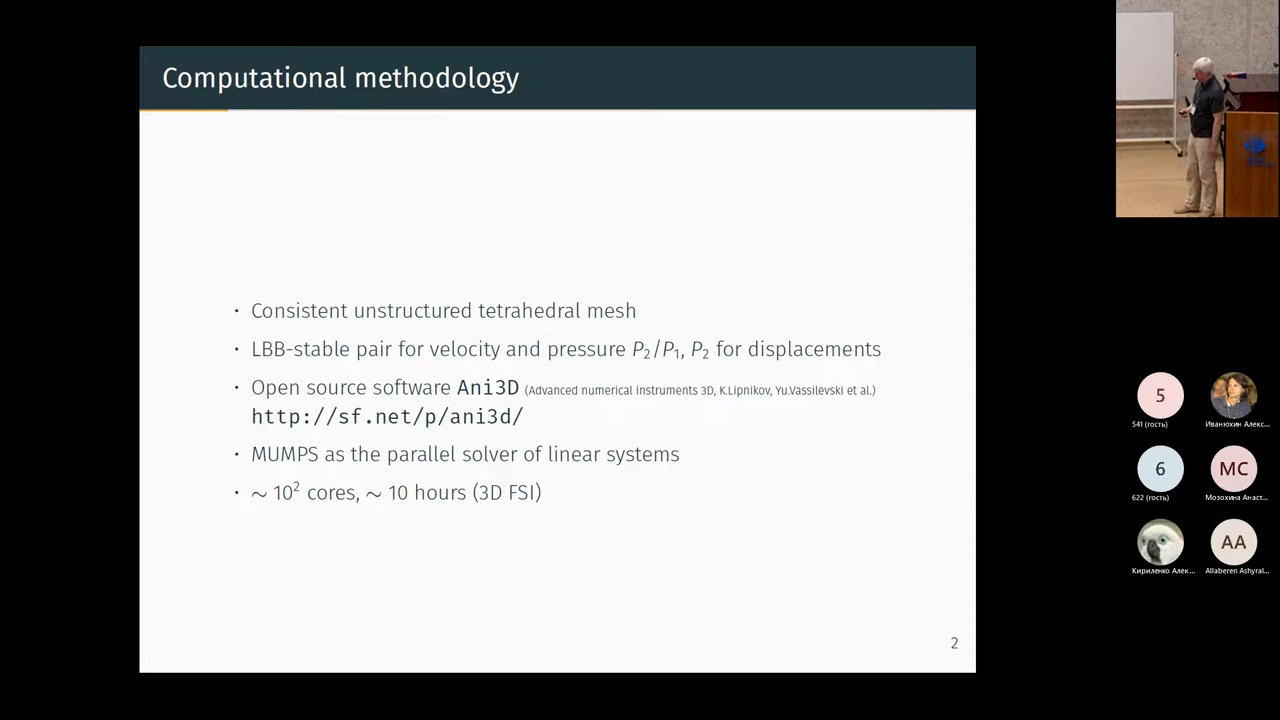 Computational methodology
· Consistent unstructured tetrahedral mesh
· LBB-stable pair for velocity and pressure P₂/P₁, P₂ for displacements
· Open source software Ani3D (Advanced numerical instruments 3D, K.Lipnikov, Yu.Vassilevski et al.)
http://sf.net/p/ani3d/
· MUMPS as the parallel solver of linear systems
· ∼ 10² cores, ∼ 10 hours (3D FSI)
2
5
541 (гость)
Иванюхин Алекс...
6
622 (гость)
МС
Мозохина Анаст...
Кириленко Алек...
AA
Allaberen Ashyral...